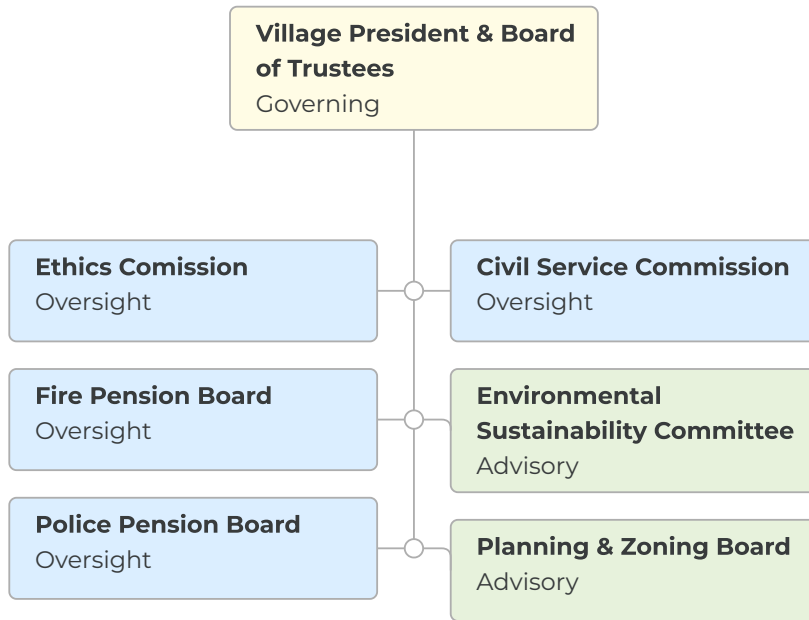 Village President & Board
of Trustees
Governing
Ethics Comission
Oversight
Civil Service Commission
Oversight
Fire Pension Board
Oversight
Environmental
Sustainability Committee
Advisory
Police Pension Board
Oversight
Planning & Zoning Board
Advisory